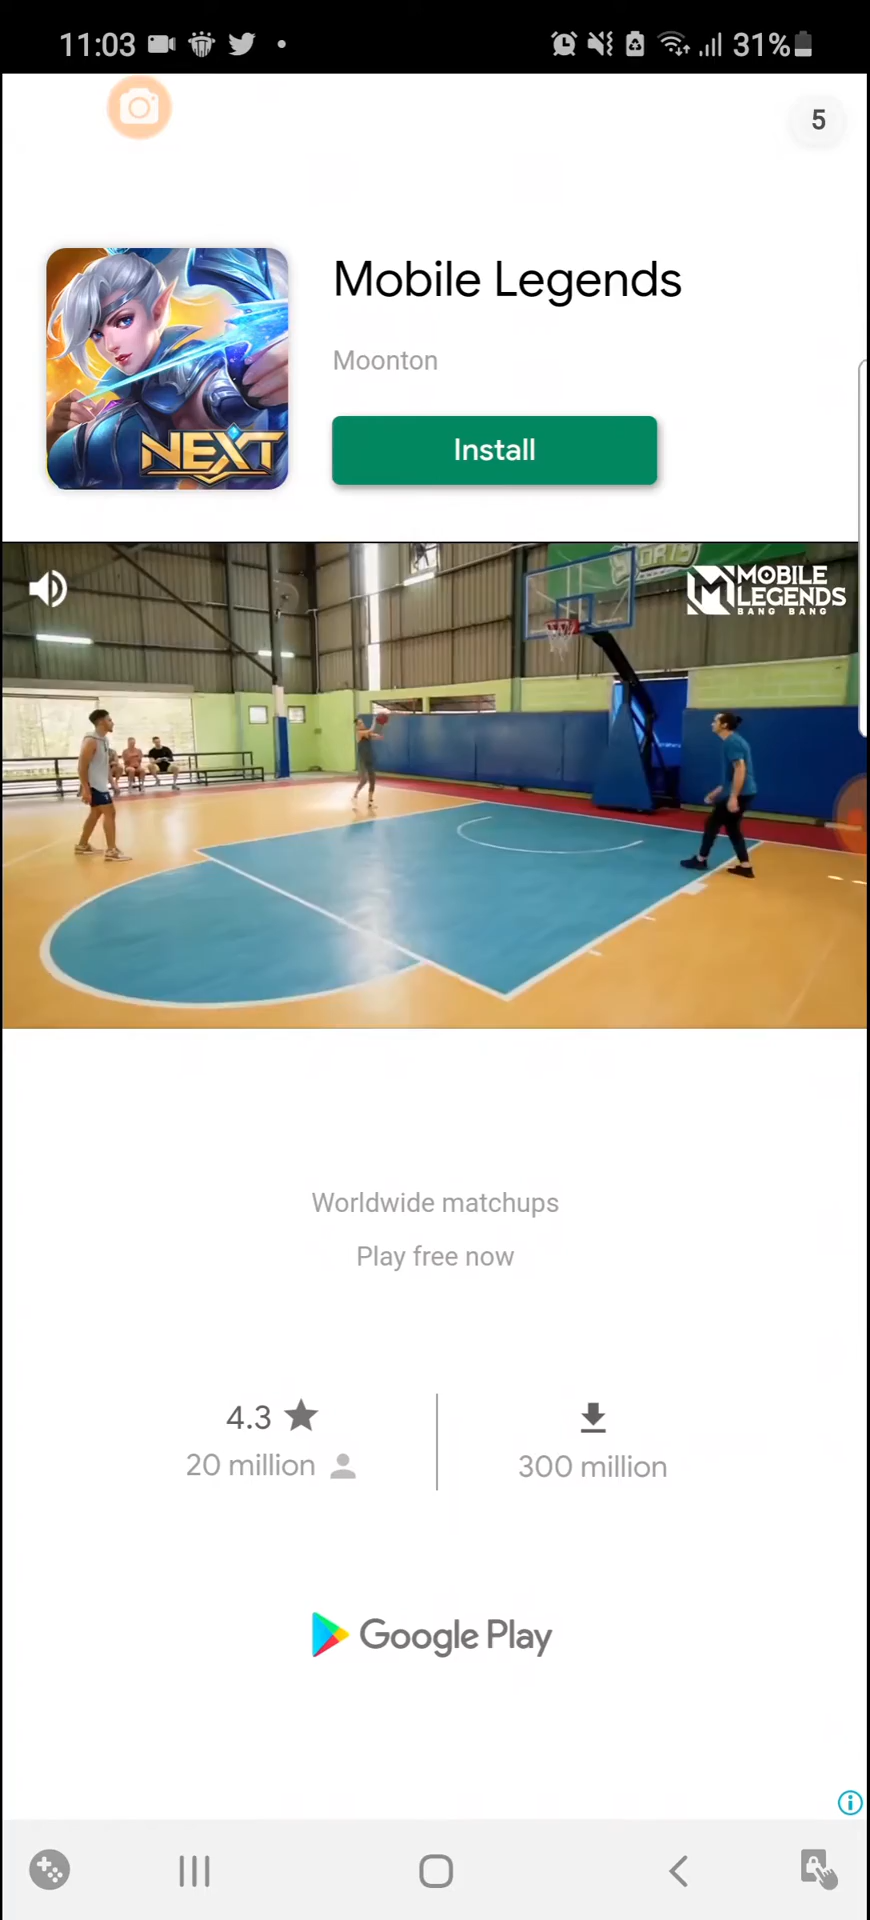 11:03
31%
5
Mobile Legends
Moonton
Install
NEXT
MOBILE
LEGENDS
BANG BANG
Worldwide matchups
Play free now
4.3
20 million
300 million
Google Play